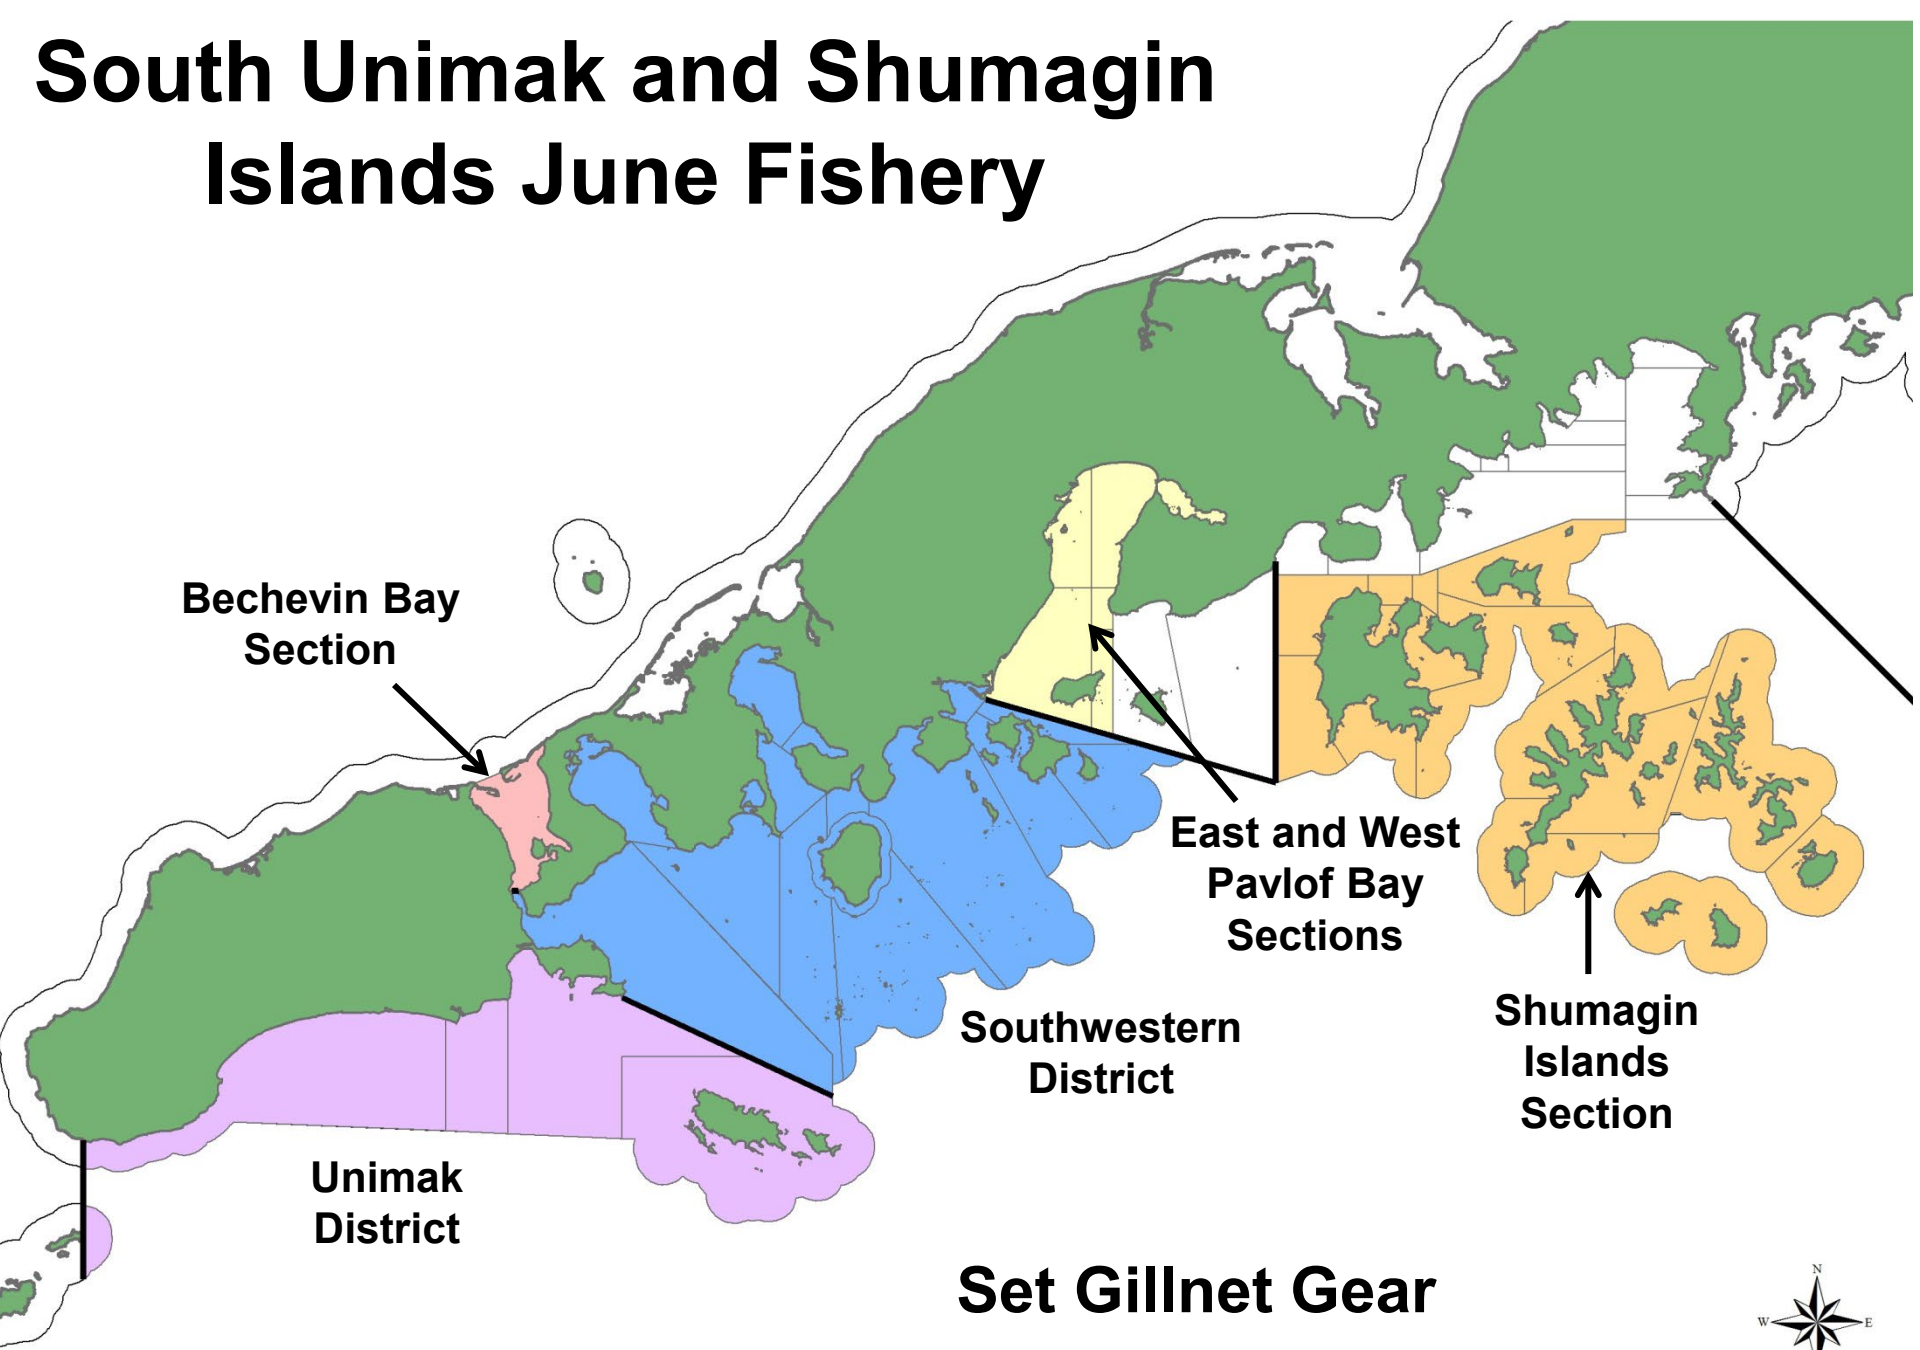 South Unimak and Shumagin
Islands June Fishery
Bechevin Bay
Section
East and West
Pavlof Bay
Sections
Southwestern
District
Shumagin
Islands
Section
Unimak
District
Set Gillnet Gear
N
W
E